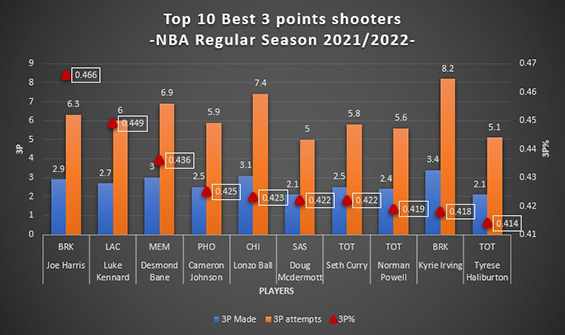 Top 10 Best 3 points shooters
-NBA Regular Season 2021/2022-
9
8
7
6
5
4
3
2
1
0
3P
0.47
0.46
0.45
0.44
0.43
0.42
0.41
3P%
2.9 6.3 0.466
2.7 6 0.449
3 6.9 0.436
2.5 5.9 0.425
3.1 7.4 0.423
2.1 5 0.422
2.5 5.8 0.422
2.4 5.6 0.419
3.4 8.2 0.418
2.1 5.1 0.414
BRK LAC MEM PHO CHI SAS TOT TOT BRK TOT
Joe Harris Luke Desmond Cameron Lonzo Ball Doug Seth Curry Norman Kyrie Irving Tyrese
Kennard Bane Johnson Mcdermott Powell Haliburton
PLAYERS
3P Made 3P attempts 3P%